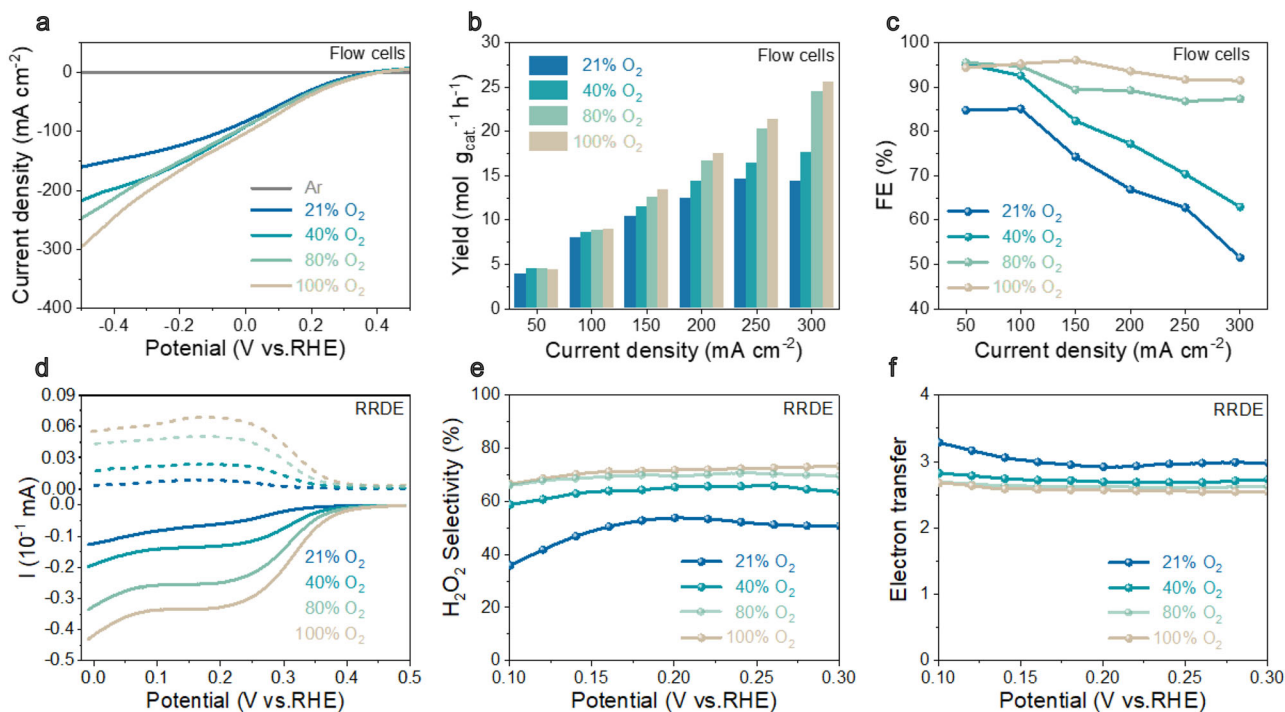 a
Flow cells
0
-100
-200
-300
-400
Current density (mA cm⁻²)
Ar
21% O₂
40% O₂
80% O₂
100% O₂
-0.4 -0.2 0.0 0.2 0.4
Potenial (V vs.RHE)
b
Flow cells
30
25
20
15
10
5
0
Yield (mol g_cat.⁻¹ h⁻¹)
21% O₂
40% O₂
80% O₂
100% O₂
50 100 150 200 250 300
Current density (mA cm⁻²)
c
Flow cells
100
90
80
70
60
50
40
FE (%)
21% O₂
40% O₂
80% O₂
100% O₂
50 100 150 200 250 300
Current density (mA cm⁻²)
d
RRDE
0.09
0.06
0.03
0.00
0.0
-0.1
-0.2
-0.3
-0.4
-0.5
I (10⁻¹ mA)
21% O₂
40% O₂
80% O₂
100% O₂
0.0 0.1 0.2 0.3 0.4 0.5
Potential (V vs.RHE)
e
RRDE
100
80
60
40
20
0
H₂O₂ Selectivity (%)
21% O₂
40% O₂
80% O₂
100% O₂
0.10 0.15 0.20 0.25 0.30
Potential (V vs.RHE)
f
RRDE
4
3
2
1
0
Electron transfer
21% O₂
40% O₂
80% O₂
100% O₂
0.10 0.15 0.20 0.25 0.30
Potential (V vs.RHE)